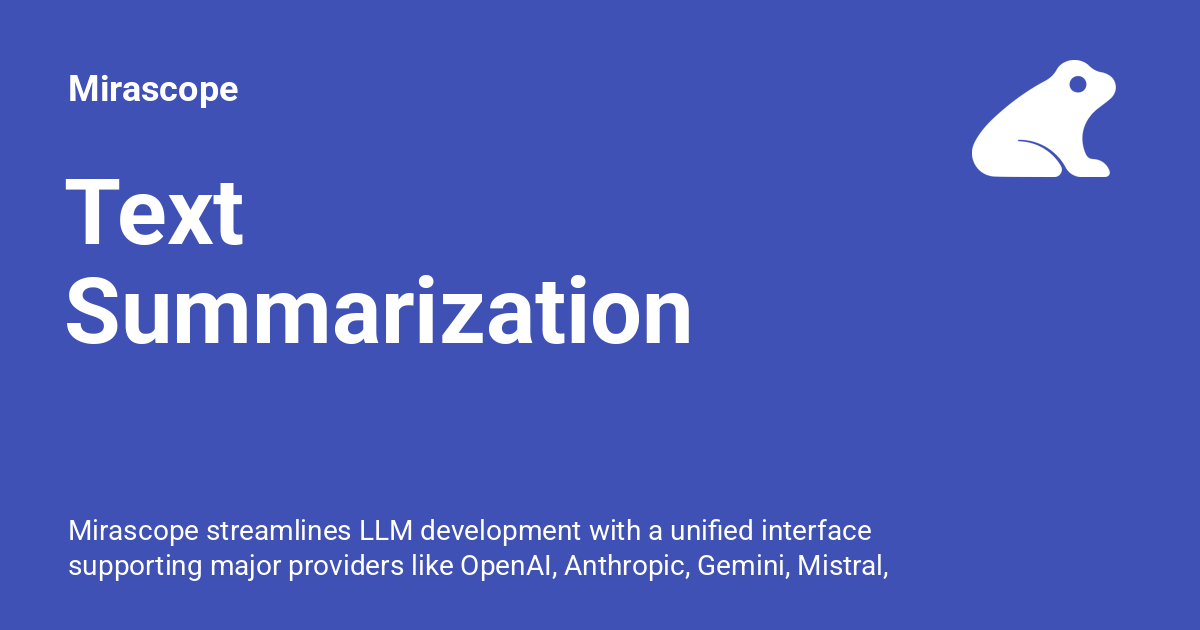 Mirascope
Text
Summarization
Mirascope streamlines LLM development with a unified interface
supporting major providers like OpenAI, Anthropic, Gemini, Mistral,